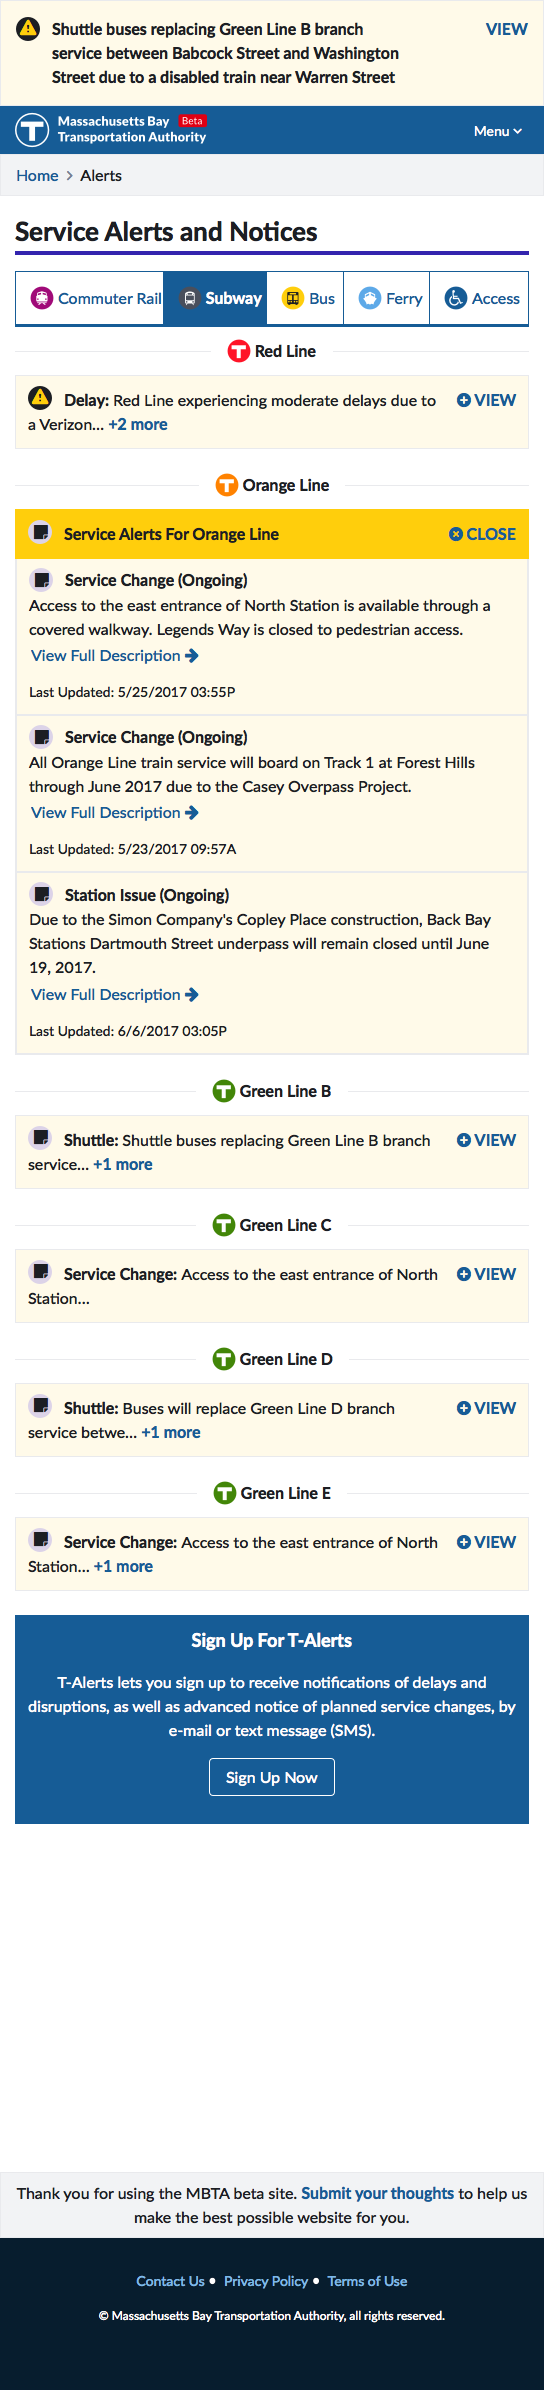 Shuttle buses replacing Green Line B branch
service between Babcock Street and Washington
Street due to a disabled train near Warren Street
VIEW
Massachusetts Bay Beta
Transportation Authority
Menu
Home > Alerts
Service Alerts and Notices
Commuter Rail Subway Bus Ferry Access
T Red Line
Delay: Red Line experiencing moderate delays due to
a Verizon... +2 more
VIEW
T Orange Line
Service Alerts For Orange Line CLOSE
Service Change (Ongoing)
Access to the east entrance of North Station is available through a
covered walkway. Legends Way is closed to pedestrian access.
View Full Description
Last Updated: 5/25/2017 03:55P
Service Change (Ongoing)
All Orange Line train service will board on Track 1 at Forest Hills
through June 2017 due to the Casey Overpass Project.
View Full Description
Last Updated: 5/23/2017 09:57A
Station Issue (Ongoing)
Due to the Simon Company's Copley Place construction, Back Bay
Stations Dartmouth Street underpass will remain closed until June
19, 2017.
View Full Description
Last Updated: 6/6/2017 03:05P
T Green Line B
Shuttle: Shuttle buses replacing Green Line B branch
service... +1 more
VIEW
T Green Line C
Service Change: Access to the east entrance of North
Station...
VIEW
T Green Line D
Shuttle: Buses will replace Green Line D branch
service betwe... +1 more
VIEW
T Green Line E
Service Change: Access to the east entrance of North
Station... +1 more
VIEW
Sign Up For T-Alerts
T-Alerts lets you sign up to receive notifications of delays and
disruptions, as well as advanced notice of planned service changes, by
e-mail or text message (SMS).
Sign Up Now
Thank you for using the MBTA beta site. Submit your thoughts to help us
make the best possible website for you.
Contact Us • Privacy Policy • Terms of Use
© Massachusetts Bay Transportation Authority, all rights reserved.